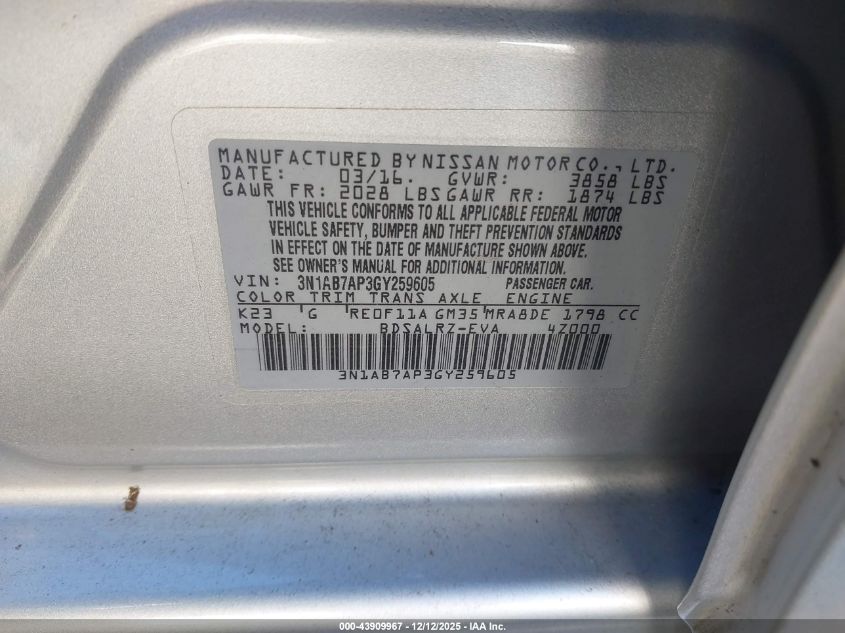 MANUFACTURED BY NISSAN MOTOR CO., LTD.
DATE: 03/16. GVWR: 3858 LBS
GAWR FR: 2028 LBS GAWR RR: 1874 LBS
THIS VEHICLE CONFORMS TO ALL APPLICABLE FEDERAL MOTOR
VEHICLE SAFETY, BUMPER AND THEFT PREVENTION STANDARDS
IN EFFECT ON THE DATE OF MANUFACTURE SHOWN ABOVE.
SEE OWNER'S MANUAL FOR ADDITIONAL INFORMATION.
VIN: 3N1AB7AP3GY259605 PASSENGER CAR.
COLOR TRIM TRANS AXLE ENGINE
K23 G RE0F11A GM35 MRA8DE 1798 CC
MODEL: BDSALRZ-EVA 47000
3N1AB7AP3GY259605
000-43909967 - 12/12/2025 - IAA Inc.